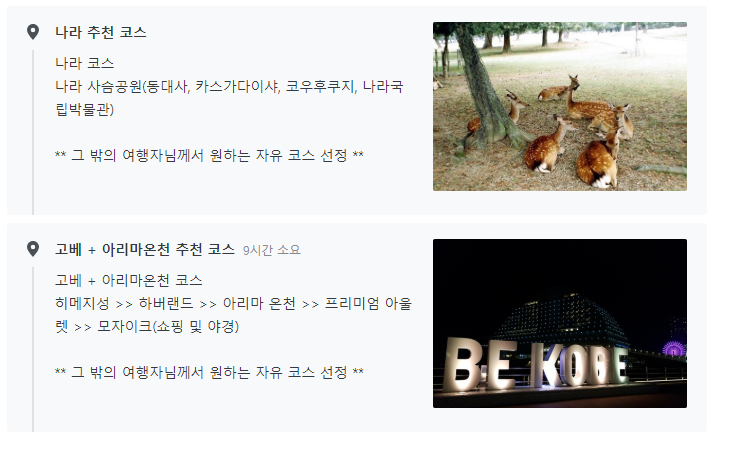 나라 추천 코스
나라 코스
나라 사슴공원(동대사, 카스가다이샤, 코우후쿠지, 나라국
립박물관)
** 그 밖의 여행자님께서 원하는 자유 코스 선정 **
고베 + 아리마온천 추천 코스 9시간 소요
고베 + 아리마온천 코스
히메지성 >> 하버랜드 >> 아리마 온천 >> 프리미엄 아울
렛 >> 모자이크(쇼핑 및 야경)
** 그 밖의 여행자님께서 원하는 자유 코스 선정 **
BE KOBE